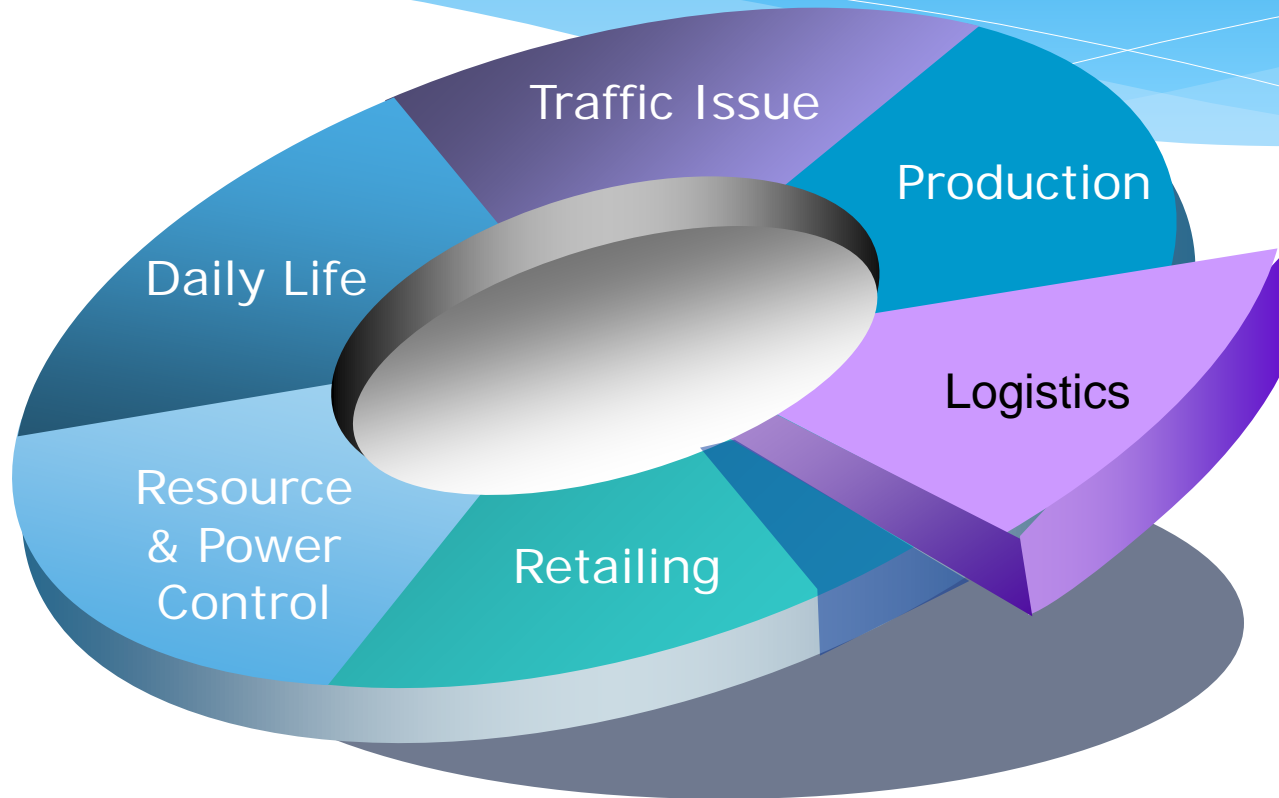 Traffic Issue
Production
Daily Life
Logistics
Resource
& Power
Control
Retailing